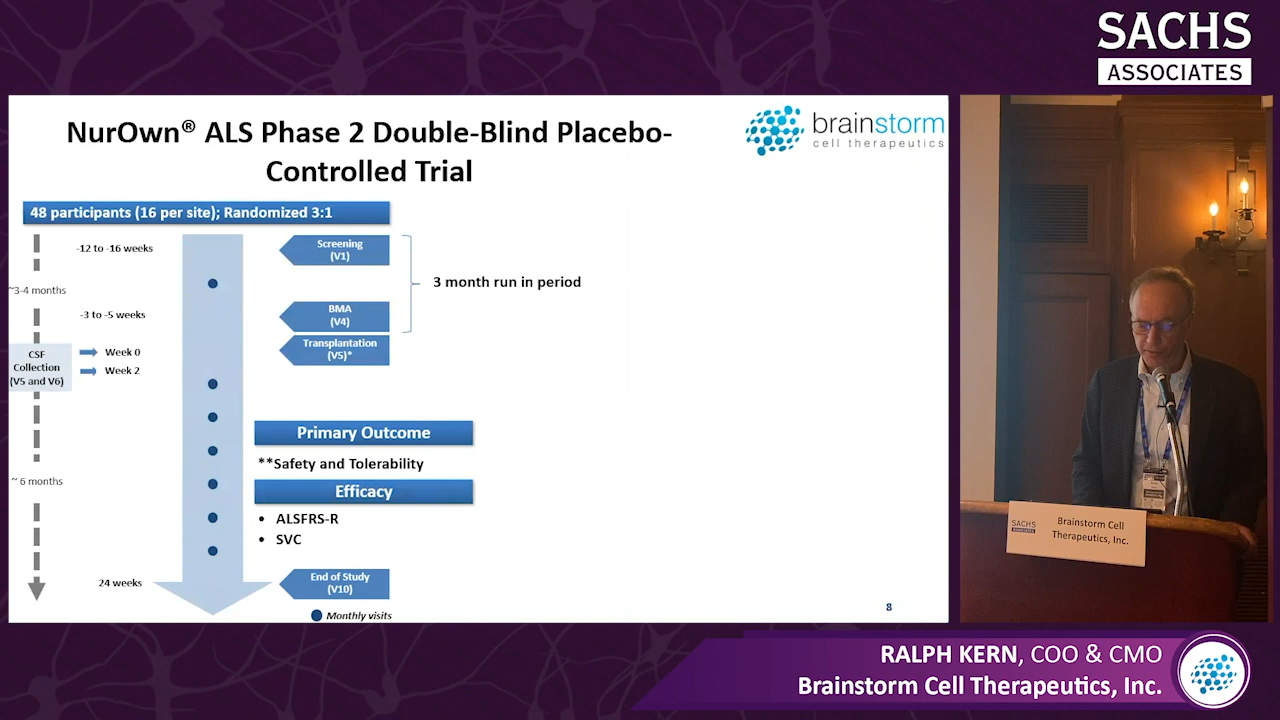 SACHS
ASSOCIATES
NurOwn® ALS Phase 2 Double-Blind Placebo-
Controlled Trial
brainstorm
cell therapeutics
48 participants (16 per site); Randomized 3:1
-12 to -16 weeks
Screening
(V1)
~3-4 months
3 month run in period
-3 to -5 weeks
BMA
(V4)
Transplantation
(V5)*
CSF
Collection
(V5 and V6)
Week 0
Week 2
Primary Outcome
**Safety and Tolerability
Efficacy
• ALSFRS-R
• SVC
~ 6 months
24 weeks
End of Study
(V10)
Monthly visits
8
SACHS
ASSOCIATES
Brainstorm Cell
Therapeutics, Inc.
RALPH KERN, COO & CMO
Brainstorm Cell Therapeutics, Inc.